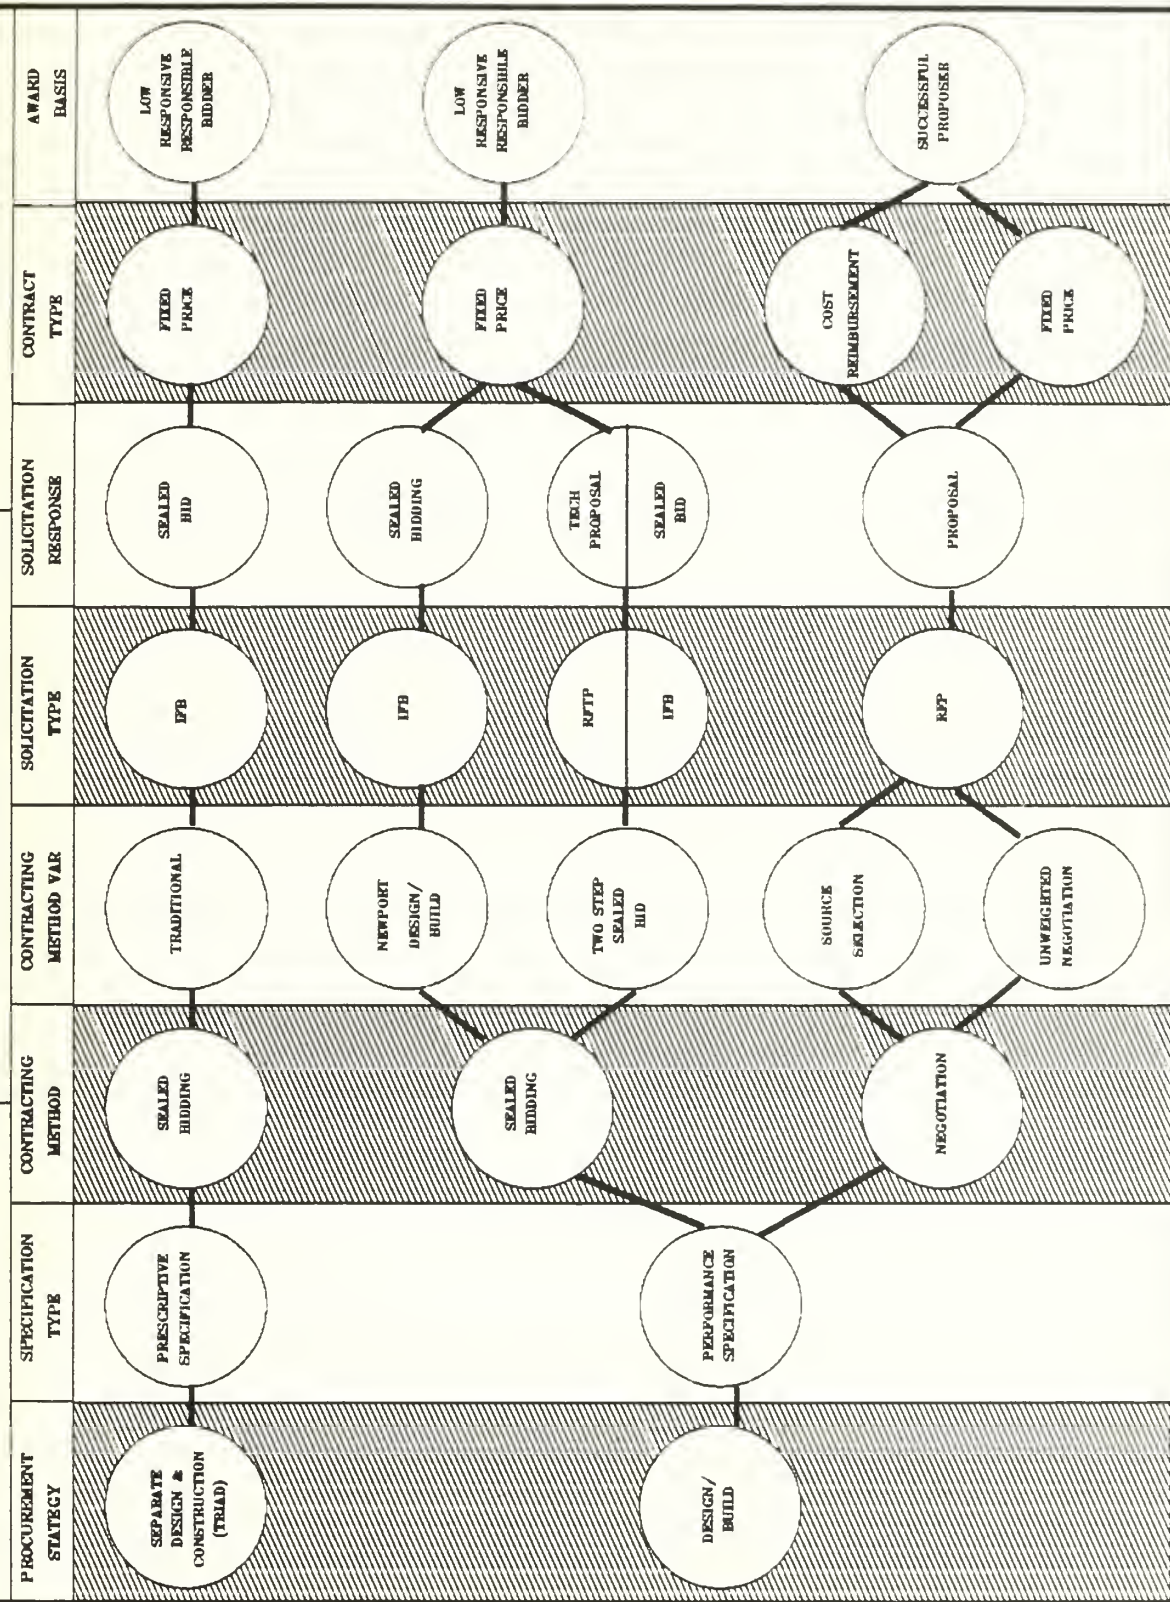 PROCUREMENT
STATEGY
SPECIFICATION
TYPE
CONTRACTING
METHOD
CONTRACTING
METHOD VAR
SOLICITATION
TYPE
SOLICITATION
RESPONSE
CONTRACT
TYPE
AWARD
BASIS
SEPARATE
DESIGN &
CONSTRUCTION
(TRIAD)
PRESCRIPTIVE
SPECIFICATION
SEALED
BIDDING
TRADITIONAL
IFB
SEALED
BID
FIXED
PRICE
LOW
RESPONSIVE
RESPONSIBLE
BIDDER
DESIGN/
BUILD
PERFORMANCE
SPECIFICATION
SEALED
BIDDING
NEWPORT
DESIGN/
BUILD
IFB
SEALED
BIDDING
TWO STEP
SEALED
BID
RFTP
IFB
TECH
PROPOSAL
SEALED
BID
FIXED
PRICE
LOW
RESPONSIVE
RESPONSIBILE
BIDDER
NEGOTIATION
SOURCE
SELECTION
UNWEIGHTED
NEGOTIATION
RFP
PROPOSAL
COST
REIMBURSEMENT
FIXED
PRICE
SUCCESSFUL
PROPOSER